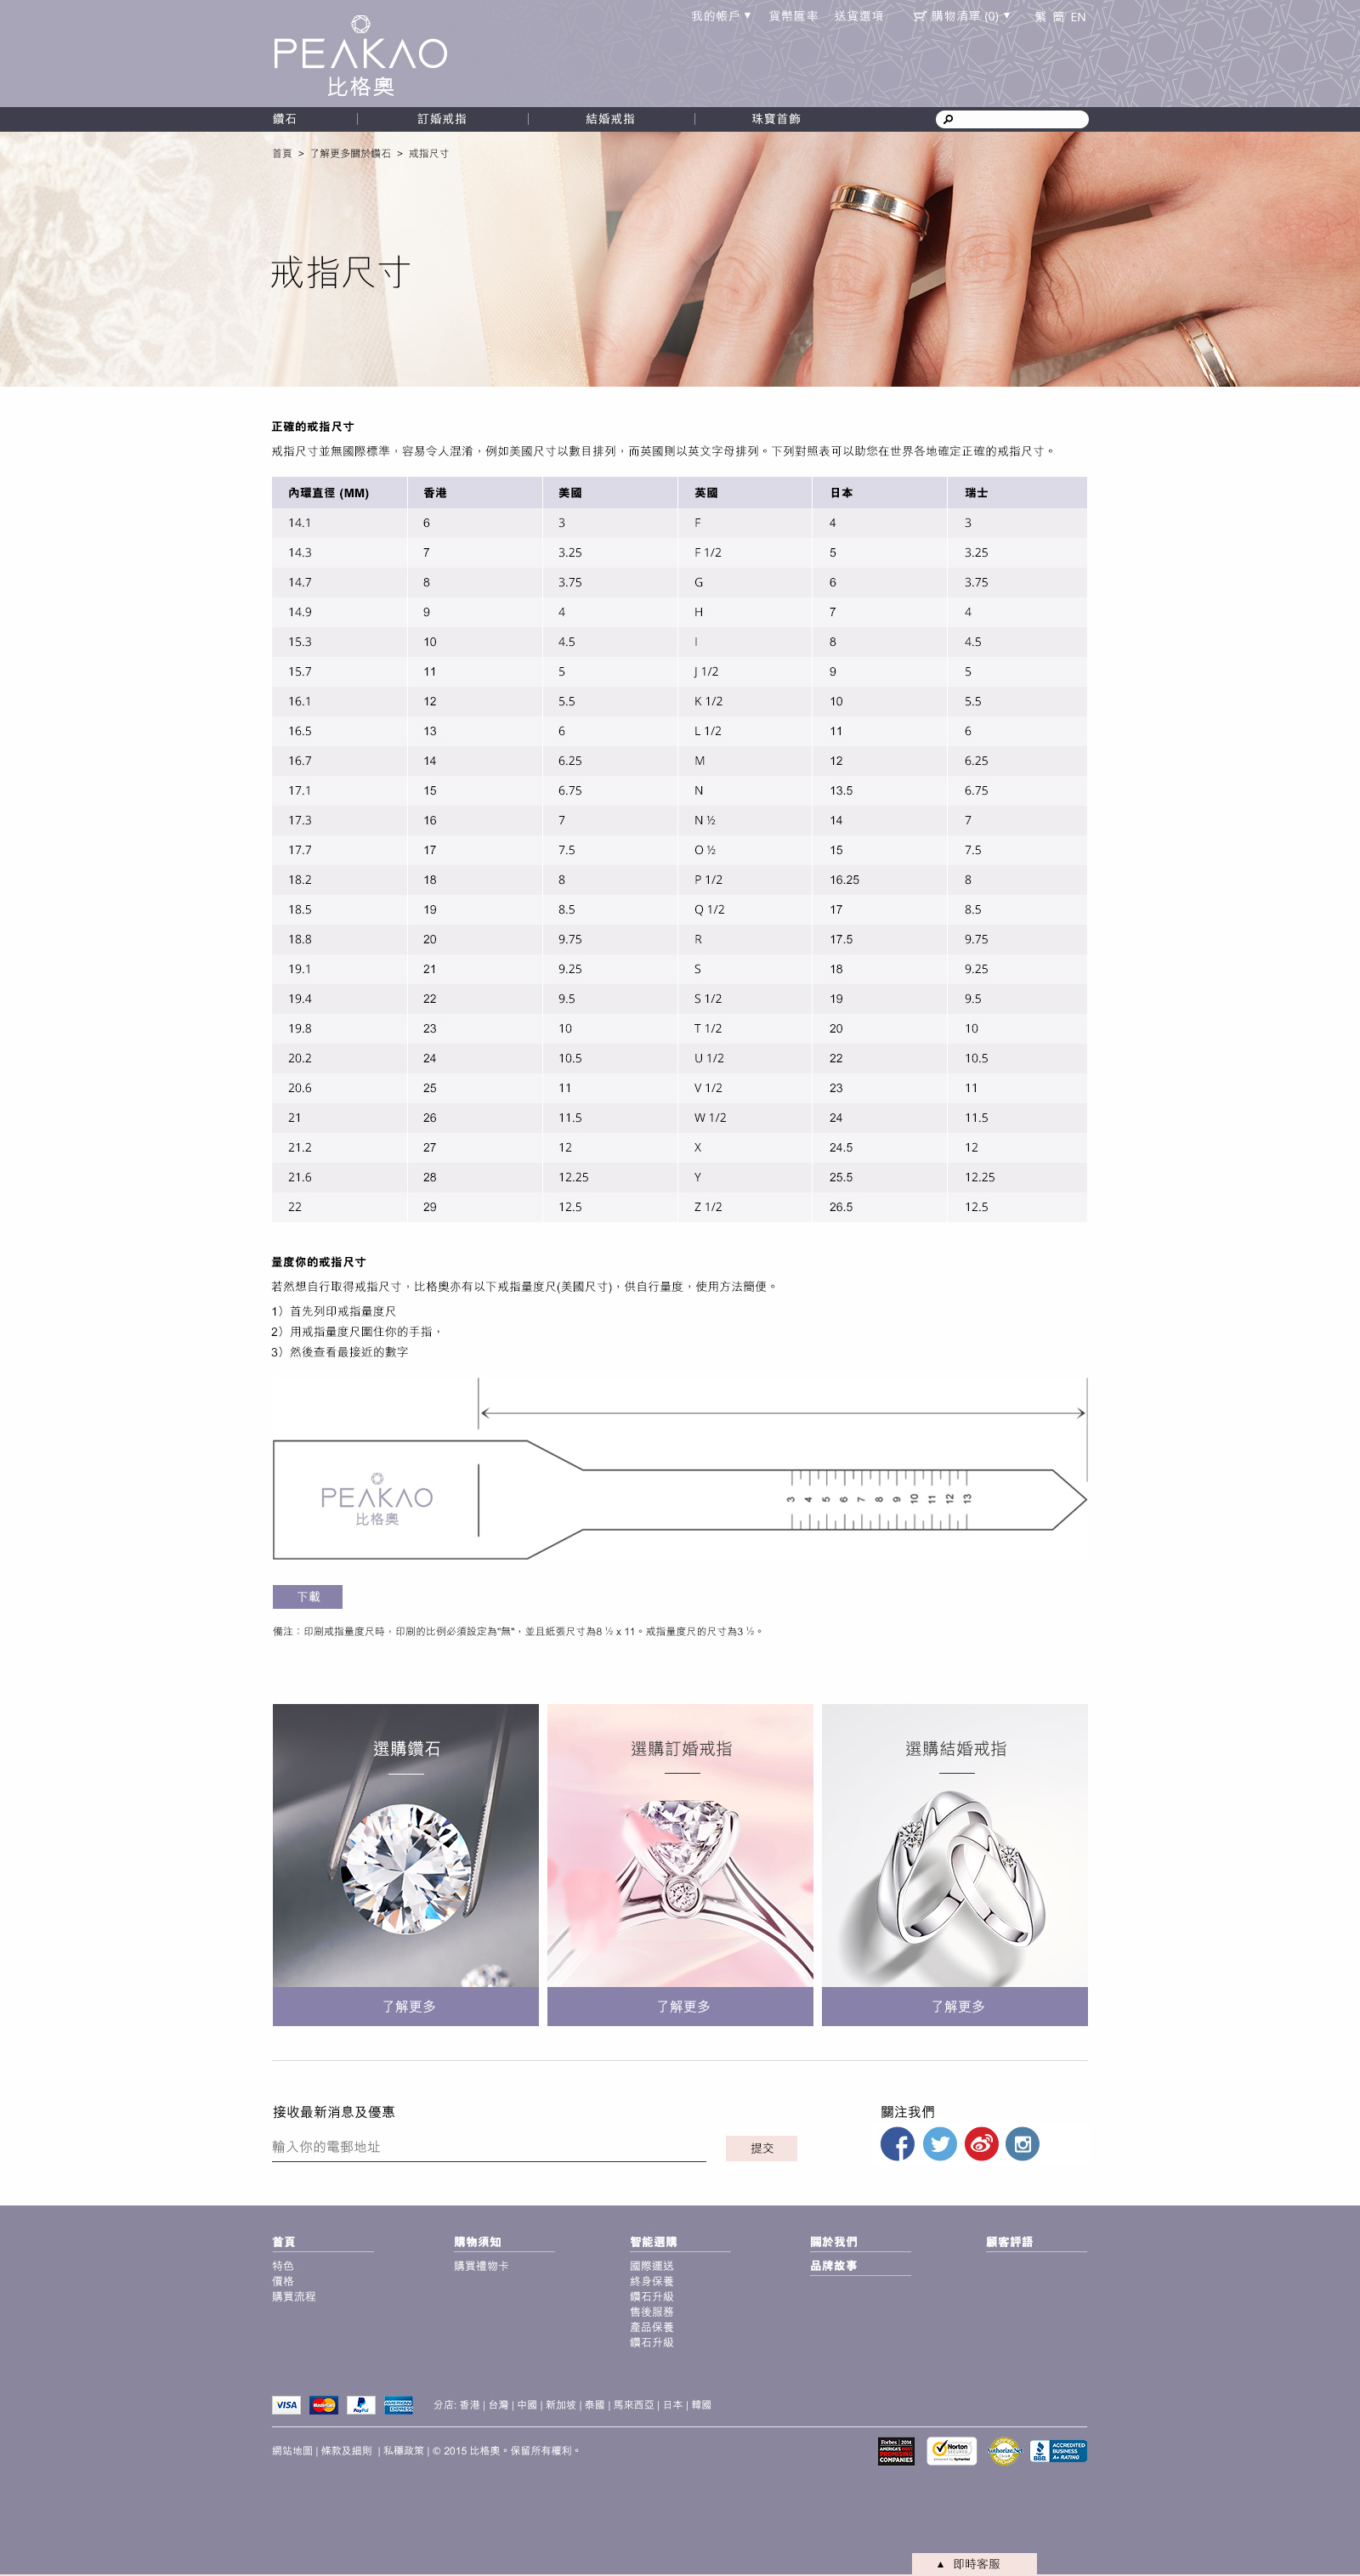 我的帳戶 ▼ 貨幣匯率 送貨選項 購物清單 (0) ▼ 繁 簡 EN
PEAKAO
比格奧
鑽石 | 訂婚戒指 | 結婚戒指 | 珠寶首飾
首頁 > 了解更多關於鑽石 > 戒指尺寸
戒指尺寸
正確的戒指尺寸
戒指尺寸並無國際標準，容易令人混淆，例如美國尺寸以數目排列，而英國則以英文字母排列。下列對照表可以助您在世界各地確定正確的戒指尺寸。
內環直徑 (MM) 香港 美國 英國 日本 瑞士
14.1 6 3 F 4 3
14.3 7 3.25 F 1/2 5 3.25
14.7 8 3.75 G 6 3.75
14.9 9 4 H 7 4
15.3 10 4.5 I 8 4.5
15.7 11 5 J 1/2 9 5
16.1 12 5.5 K 1/2 10 5.5
16.5 13 6 L 1/2 11 6
16.7 14 6.25 M 12 6.25
17.1 15 6.75 N 13.5 6.75
17.3 16 7 N ½ 14 7
17.7 17 7.5 O ½ 15 7.5
18.2 18 8 P 1/2 16.25 8
18.5 19 8.5 Q 1/2 17 8.5
18.8 20 9.75 R 17.5 9.75
19.1 21 9.25 S 18 9.25
19.4 22 9.5 S 1/2 19 9.5
19.8 23 10 T 1/2 20 10
20.2 24 10.5 U 1/2 22 10.5
20.6 25 11 V 1/2 23 11
21 26 11.5 W 1/2 24 11.5
21.2 27 12 X 24.5 12
21.6 28 12.25 Y 25.5 12.25
22 29 12.5 Z 1/2 26.5 12.5
量度你的戒指尺寸
若然想自行取得戒指尺寸，比格奧亦有以下戒指量度尺(美國尺寸)，供自行量度，使用方法簡便。
1）首先列印戒指量度尺
2）用戒指量度尺圍住你的手指，
3）然後查看最接近的數字
PEAKAO
比格奧
3 4 5 6 7 8 9 10 11 12 13
下載
備注：印刷戒指量度尺時，印刷的比例必須設定為"無"，並且紙張尺寸為8 ½ x 11。戒指量度尺的尺寸為3 ½。
選購鑽石 選購訂婚戒指 選購結婚戒指
了解更多 了解更多 了解更多
接收最新消息及優惠 關注我們
輸入你的電郵地址 提交
首頁 購物須知 智能選購 關於我們 顧客評語
特色 購買禮物卡 國際運送 品牌故事
價格 終身保養
購買流程 鑽石升級
售後服務
產品保養
鑽石升級
VISA MasterCard PayPal AMERICAN EXPRESS 分店: 香港 | 台灣 | 中國 | 新加坡 | 泰國 | 馬來西亞 | 日本 | 韓國
網站地圖 | 條款及細則 | 私穩政策 | © 2015 比格奧。保留所有權利。
Forbes 2014 AMERICA'S MOST PROMISING COMPANIES
Norton SECURED powered by Symantec
Authorize.Net
BBB ACCREDITED BUSINESS A+ RATING
▲ 即時客服